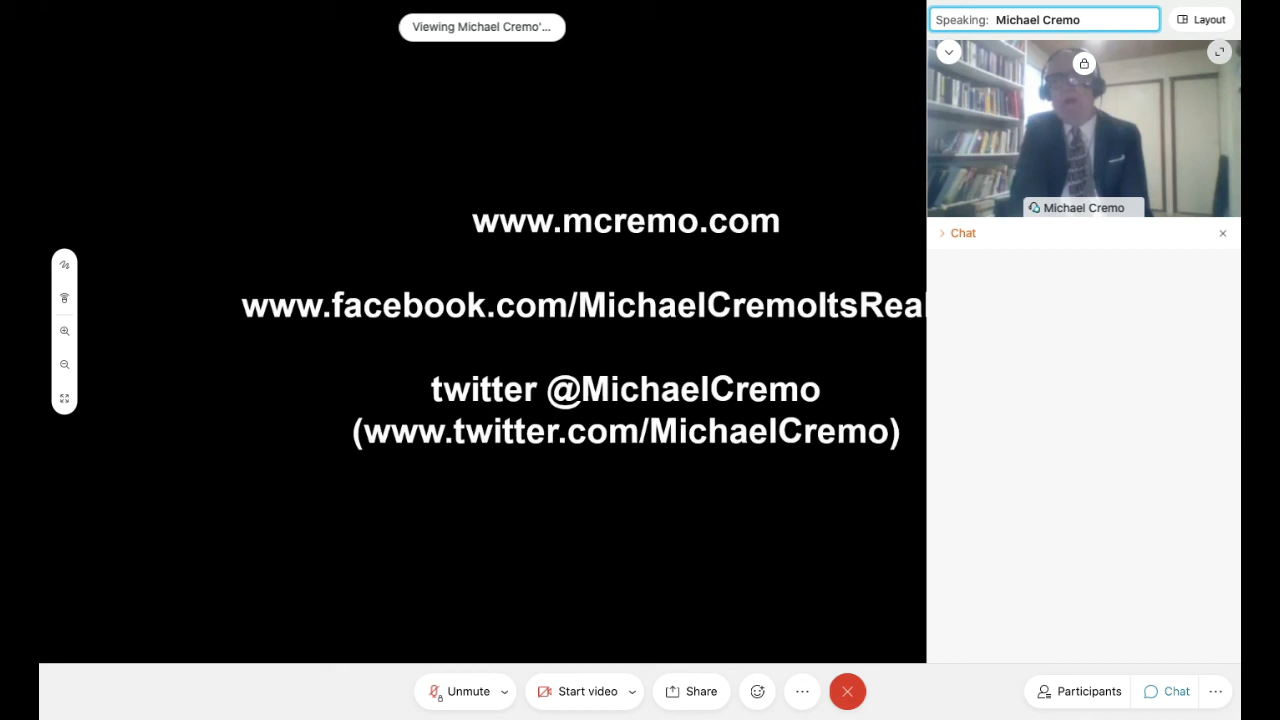 Viewing Michael Cremo'...
Speaking: Michael Cremo
Layout
www.mcremo.com
Michael Cremo
Chat
www.facebook.com/MichaelCremoItsReal
twitter @MichaelCremo
(www.twitter.com/MichaelCremo)
Unmute
Start video
Share
Participants
Chat